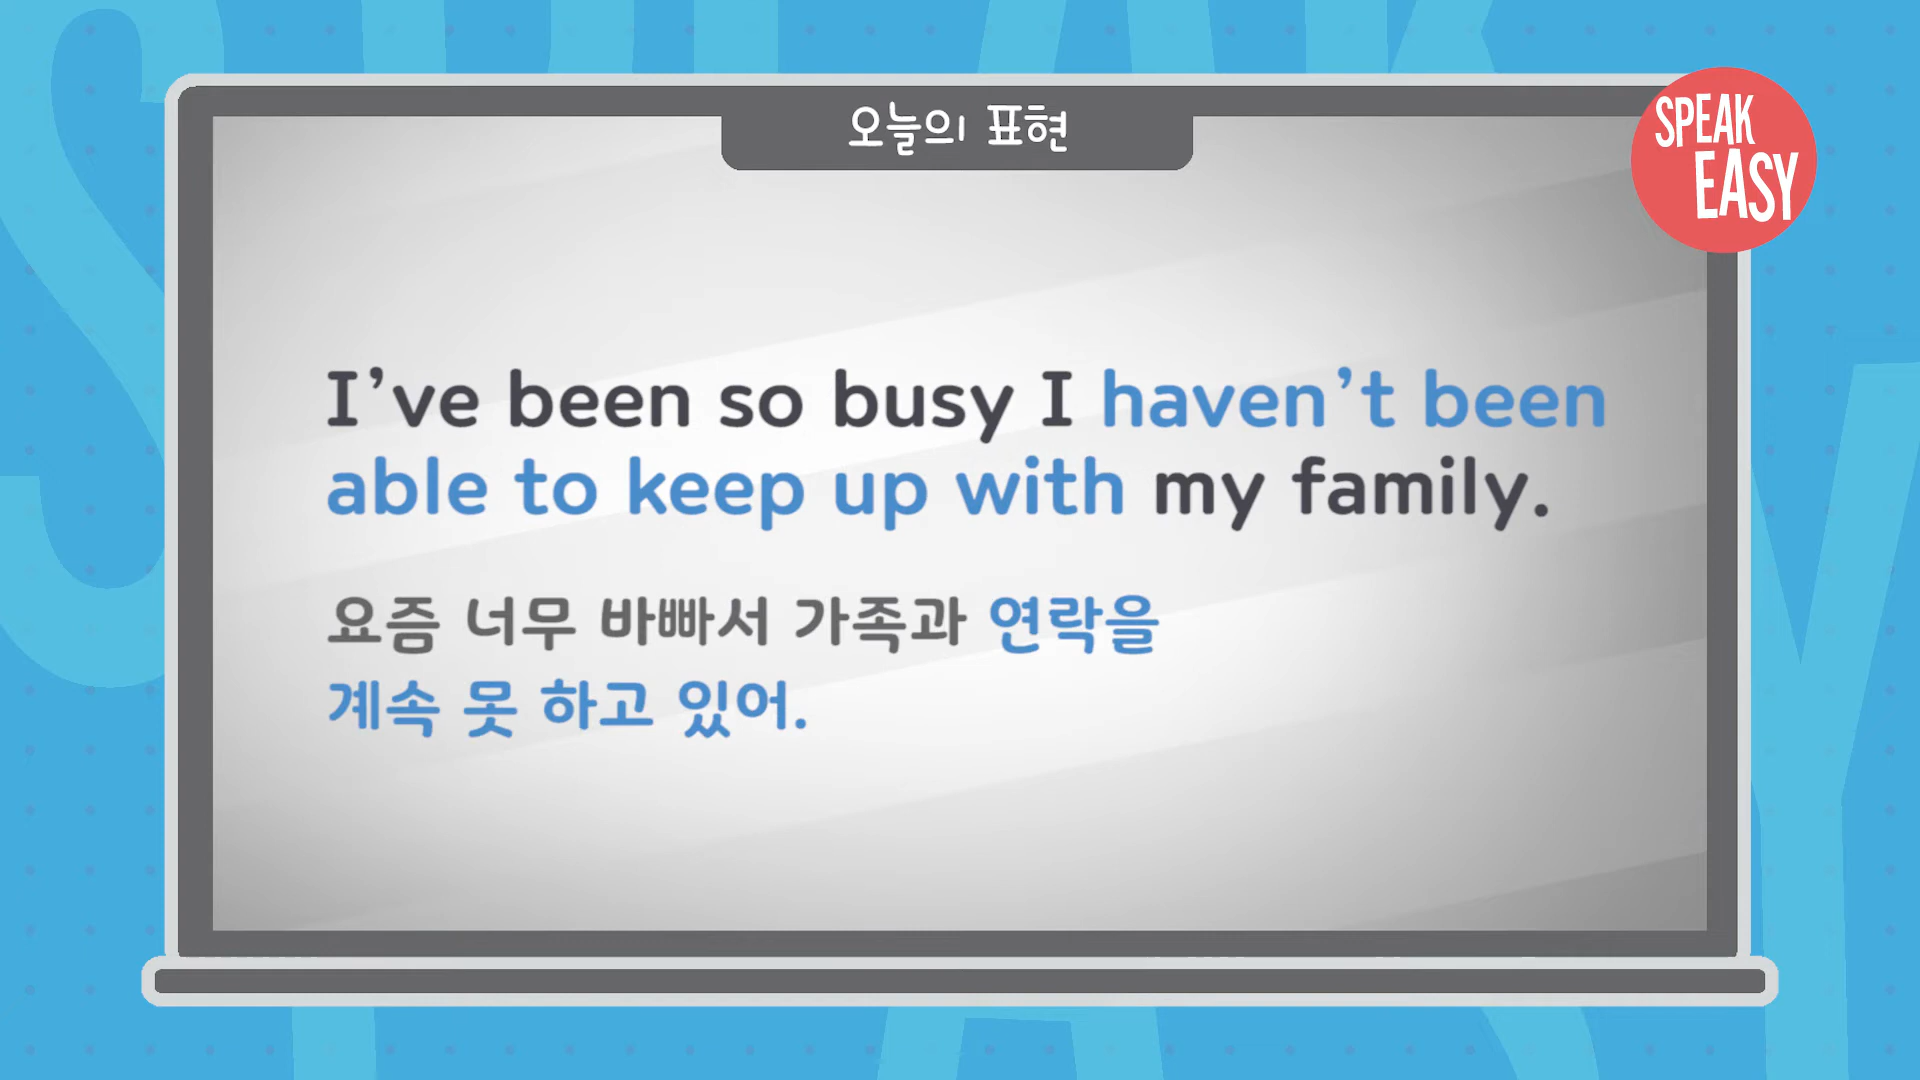 오늘의 표현
SPEAK
EASY
I’ve been so busy I haven’t been
able to keep up with my family.
요즘 너무 바빠서 가족과 연락을
계속 못 하고 있어.